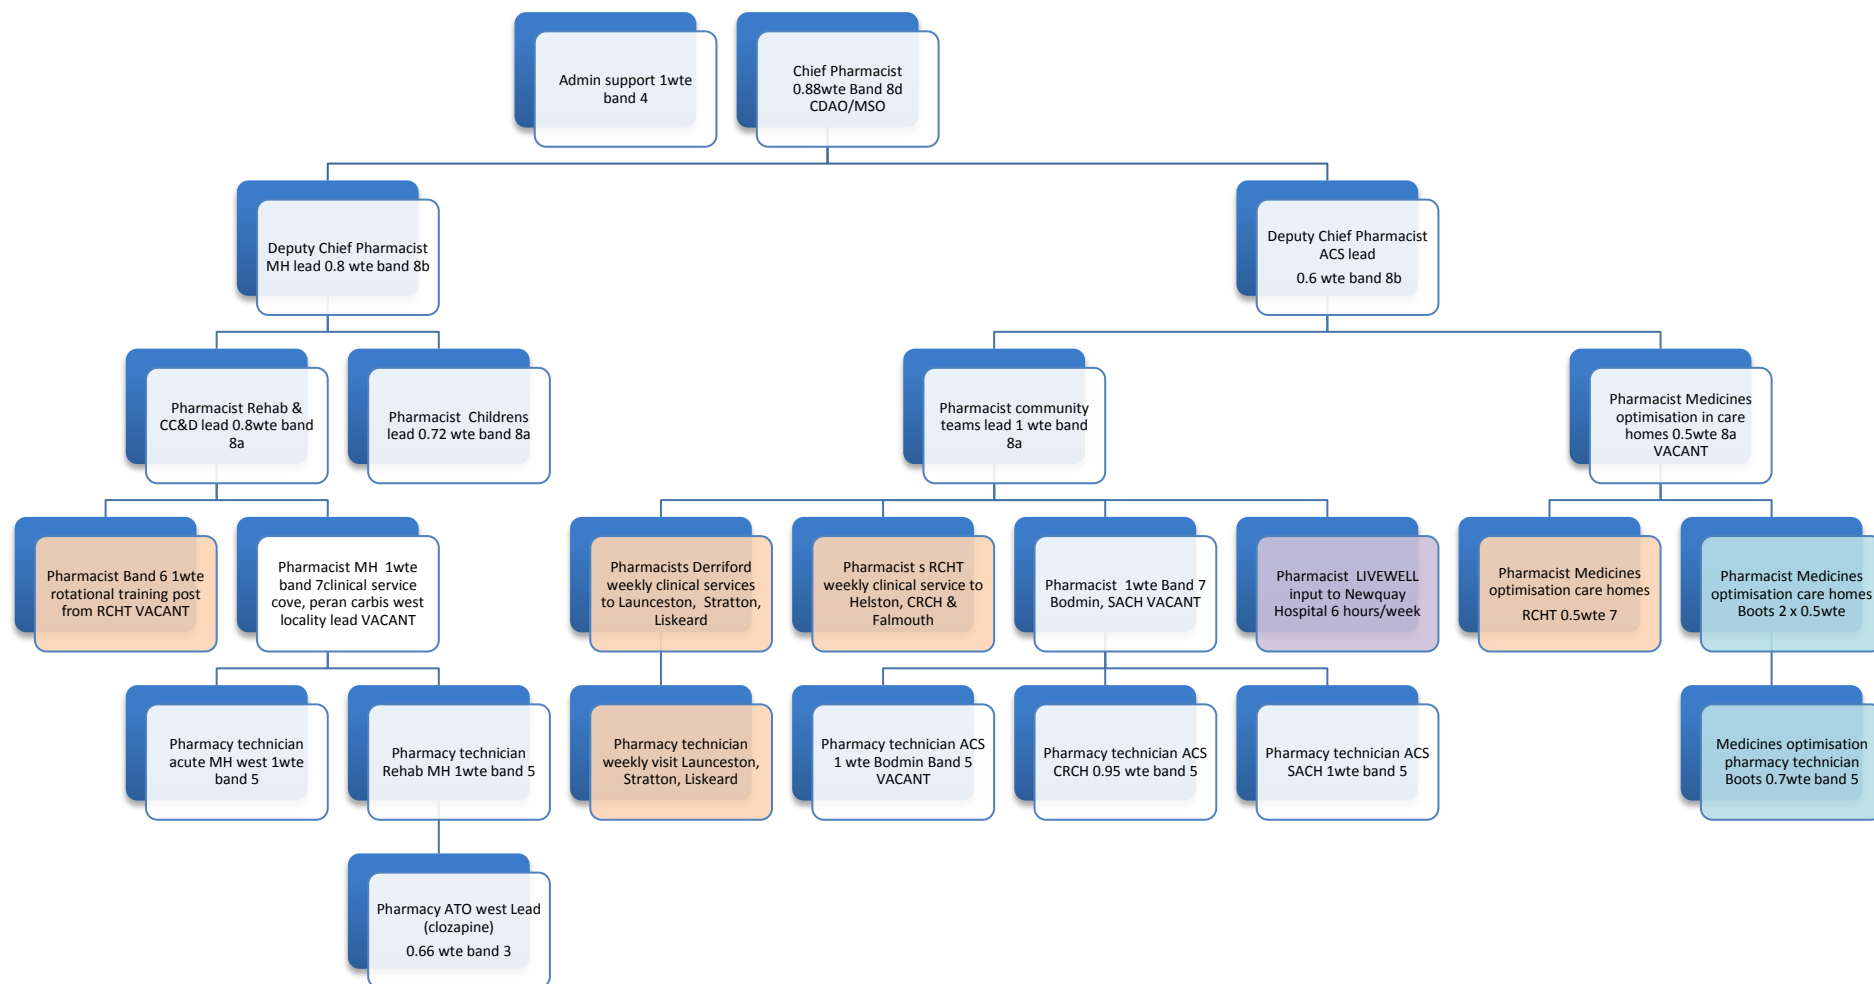 Admin support 1wte
band 4
Chief Pharmacist
0.88wte Band 8d
CDAO/MSO
Deputy Chief Pharmacist
MH lead 0.8 wte band 8b
Deputy Chief Pharmacist
ACS lead
0.6 wte band 8b
Pharmacist Rehab &
CC&D lead 0.8wte band
8a
Pharmacist  Childrens
lead 0.72 wte band 8a
Pharmacist community
teams lead 1 wte band
8a
Pharmacist Medicines
optimisation in care
homes 0.5wte 8a
VACANT
Pharmacist Band 6 1wte
rotational training post
from RCHT VACANT
Pharmacist MH  1wte
band 7clinical service
cove, peran carbis west
locality lead VACANT
Pharmacists Derriford
weekly clinical services
to Launceston,  Stratton,
Liskeard
Pharmacist s RCHT
weekly clinical service to
Helston, CRCH &
Falmouth
Pharmacist  1wte Band 7
Bodmin, SACH VACANT
Pharmacist  LIVEWELL
input to Newquay
Hospital 6 hours/week
Pharmacist Medicines
optimisation care homes
RCHT 0.5wte 7
Pharmacist Medicines
optimisation care homes
Boots 2 x 0.5wte
Pharmacy technician
acute MH west 1wte
band 5
Pharmacy technician
Rehab MH 1wte band 5
Pharmacy technician
weekly visit Launceston,
Stratton, Liskeard
Pharmacy technician ACS
1 wte Bodmin Band 5
VACANT
Pharmacy technician ACS
CRCH 0.95 wte band 5
Pharmacy technician ACS
SACH 1wte band 5
Medicines optimisation
pharmacy technician
Boots 0.7wte band 5
Pharmacy ATO west Lead
(clozapine)
0.66 wte band 3